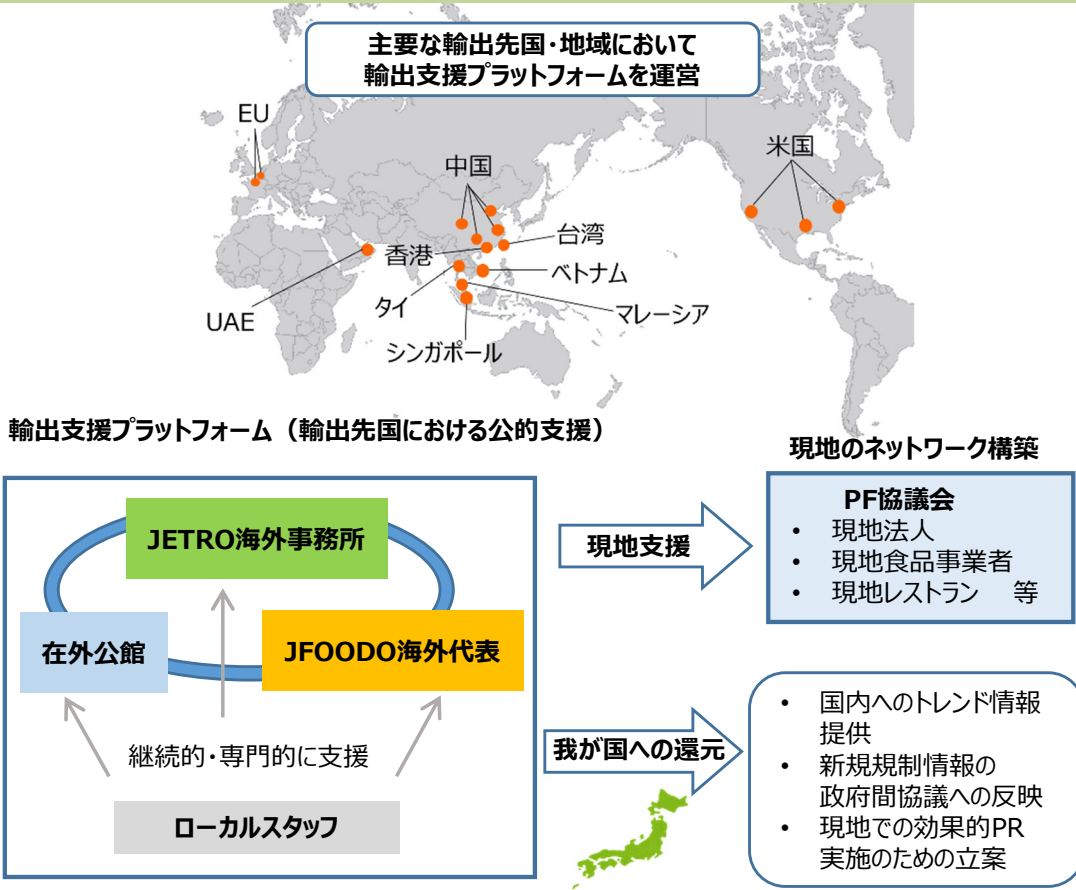 主要な輸出先国・地域において
輸出支援プラットフォームを運営
EU
中国
米国
香港
台湾
ベトナム
タイ
マレーシア
UAE
シンガポール
輸出支援プラットフォーム（輸出先国における公的支援）
JETRO海外事務所
在外公館
JFOODO海外代表
継続的・専門的に支援
ローカルスタッフ
現地支援
現地のネットワーク構築
PF協議会
• 現地法人
• 現地食品事業者
• 現地レストラン　等
我が国への還元
• 国内へのトレンド情報
提供
• 新規規制情報の
政府間協議への反映
• 現地での効果的PR
実施のための立案